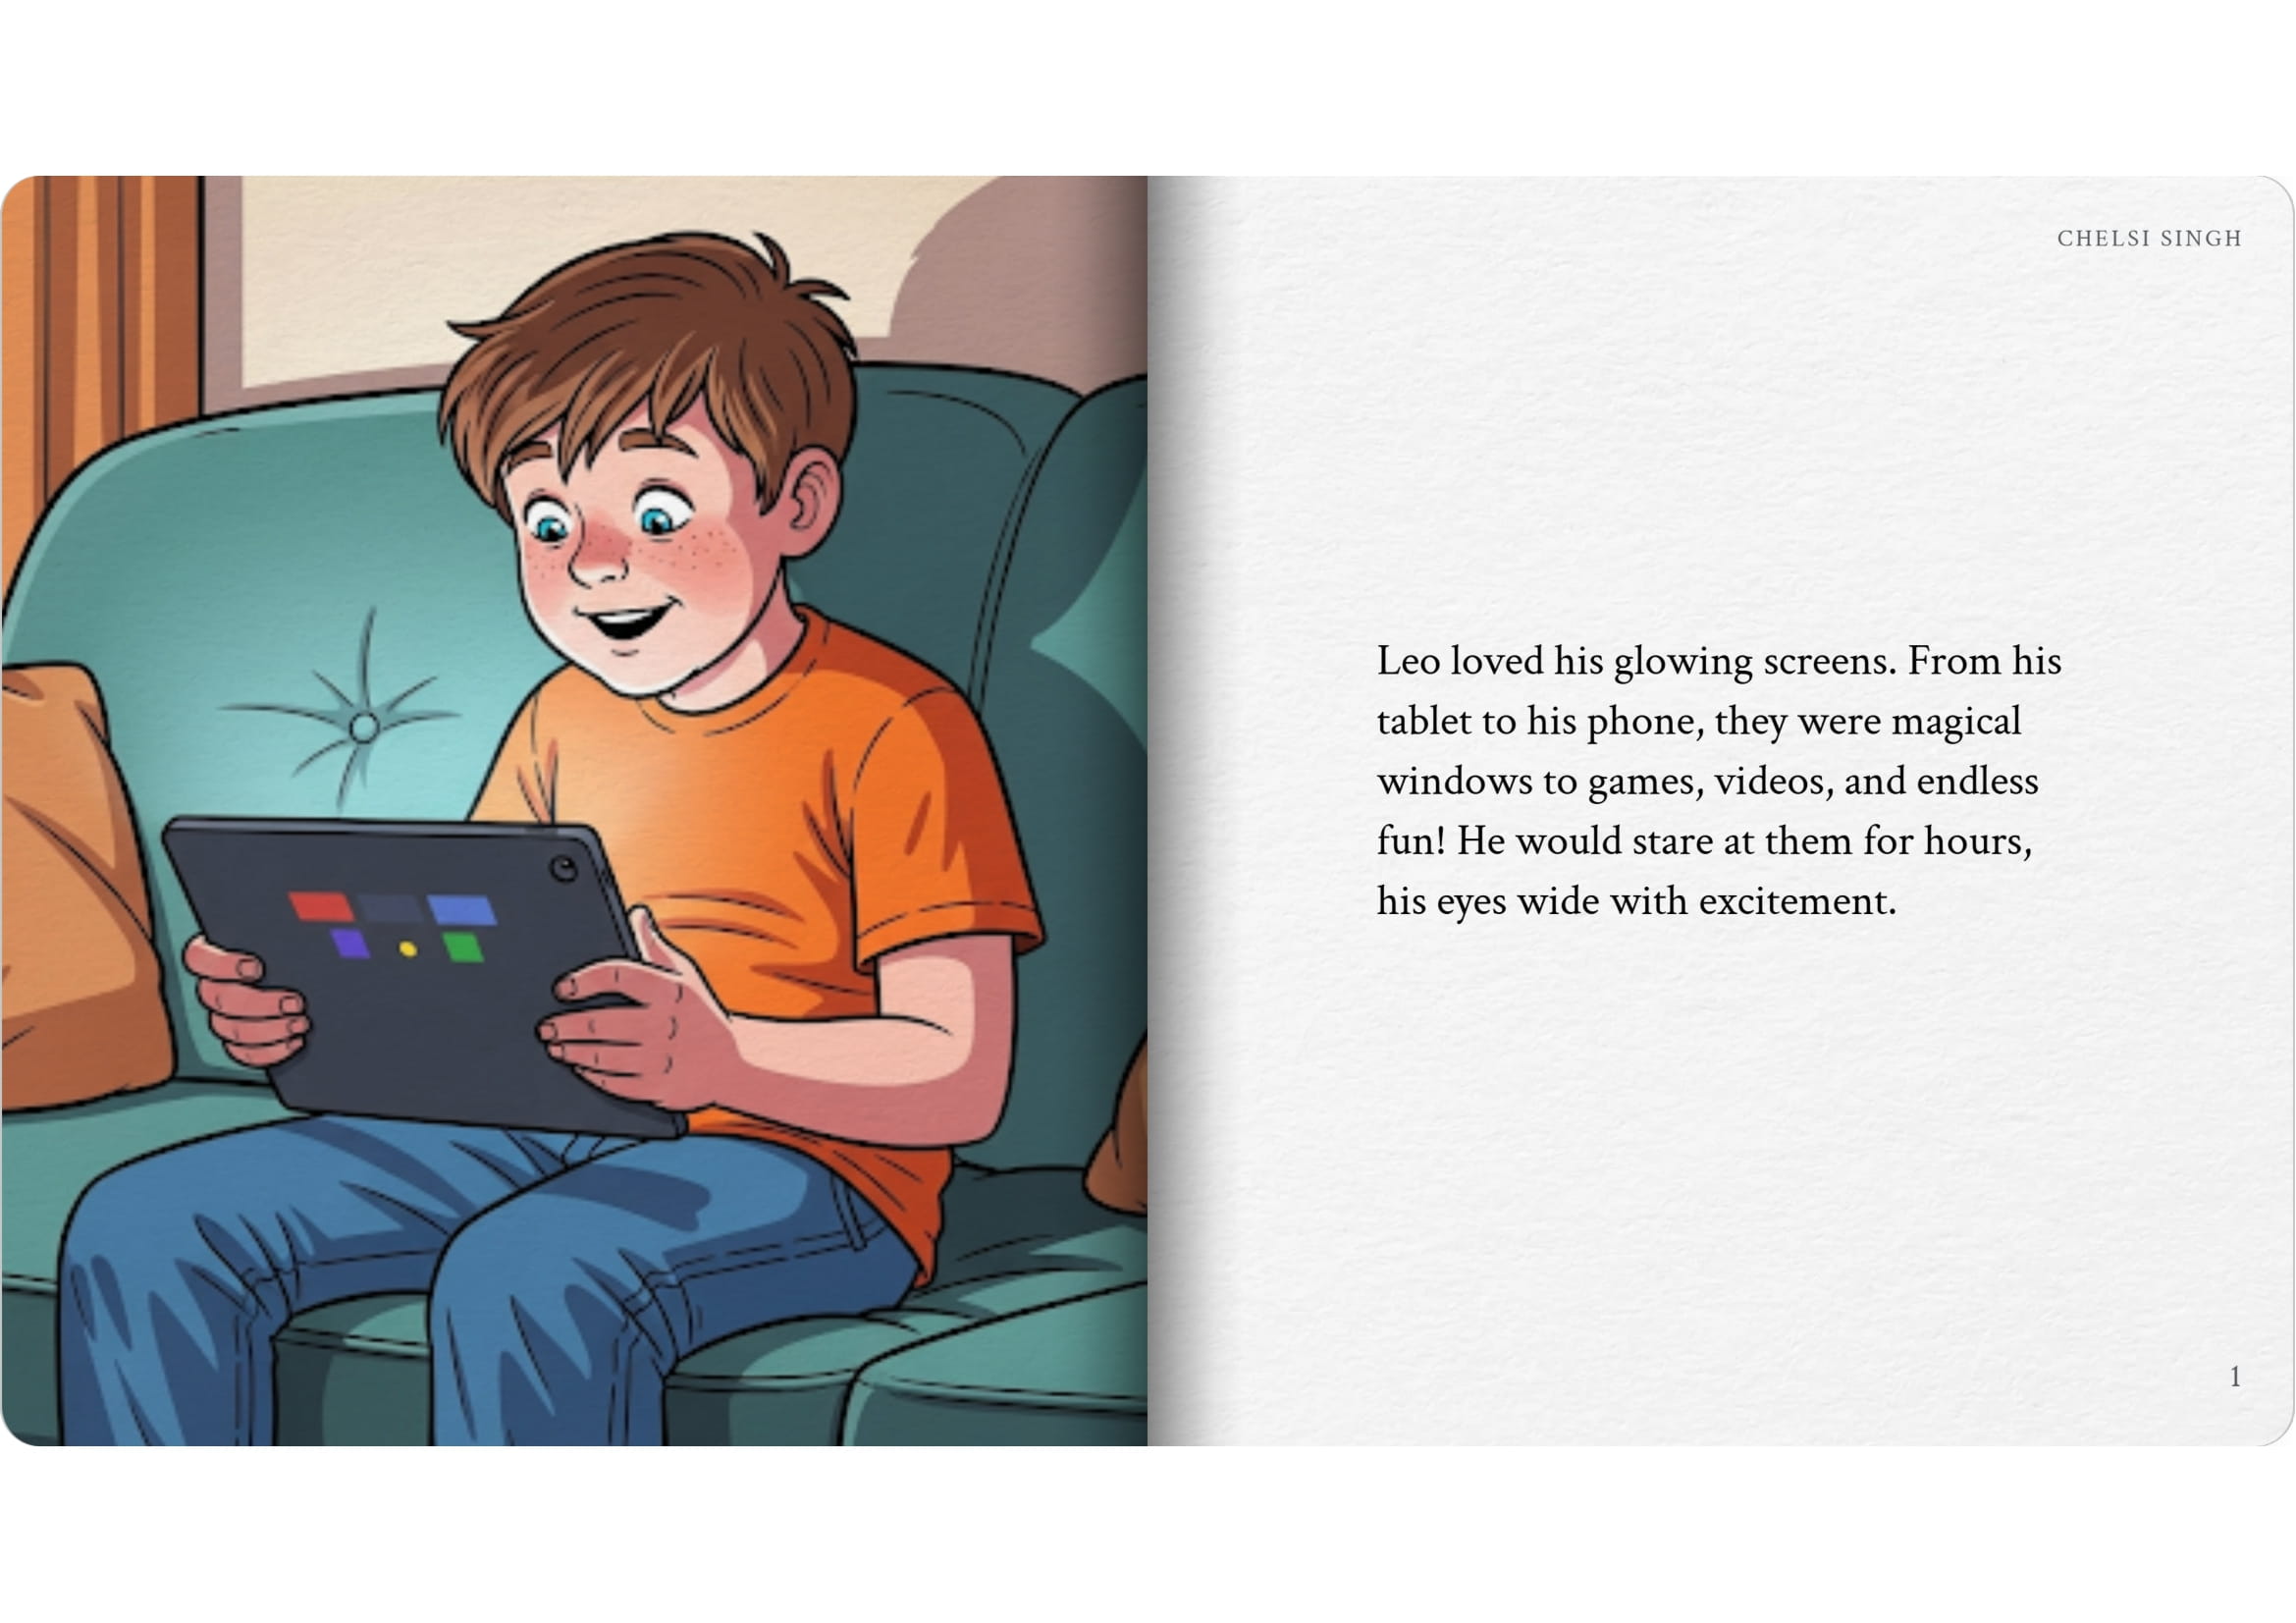 CHELSI SINGH
Leo loved his glowing screens. From his
tablet to his phone, they were magical
windows to games, videos, and endless
fun! He would stare at them for hours,
his eyes wide with excitement.
1